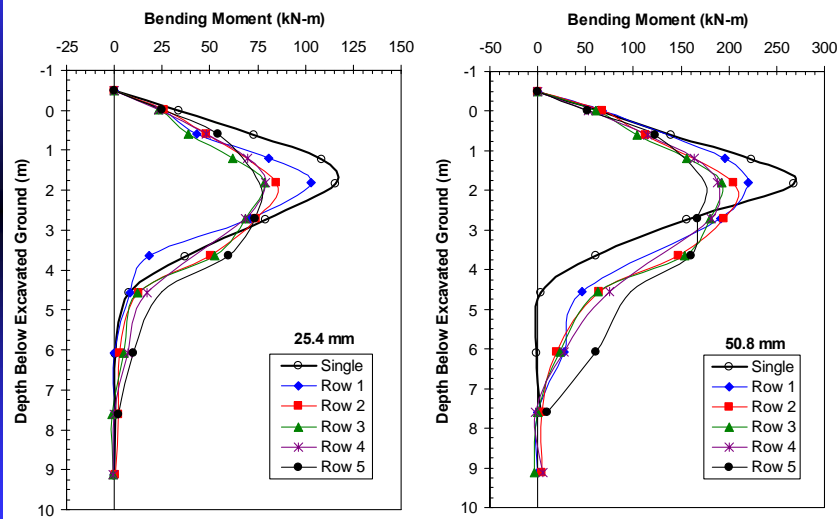 Bending Moment (kN-m)
-25 0 25 50 75 100 125 150
Depth Below Excavated Ground (m)
-1
0
1
2
3
4
5
6
7
8
9
10
25.4 mm
Single
Row 1
Row 2
Row 3
Row 4
Row 5
Bending Moment (kN-m)
-50 0 50 100 150 200 250 300
Depth Below Excavated Ground (m)
-1
0
1
2
3
4
5
6
7
8
9
10
50.8 mm
Single
Row 1
Row 2
Row 3
Row 4
Row 5